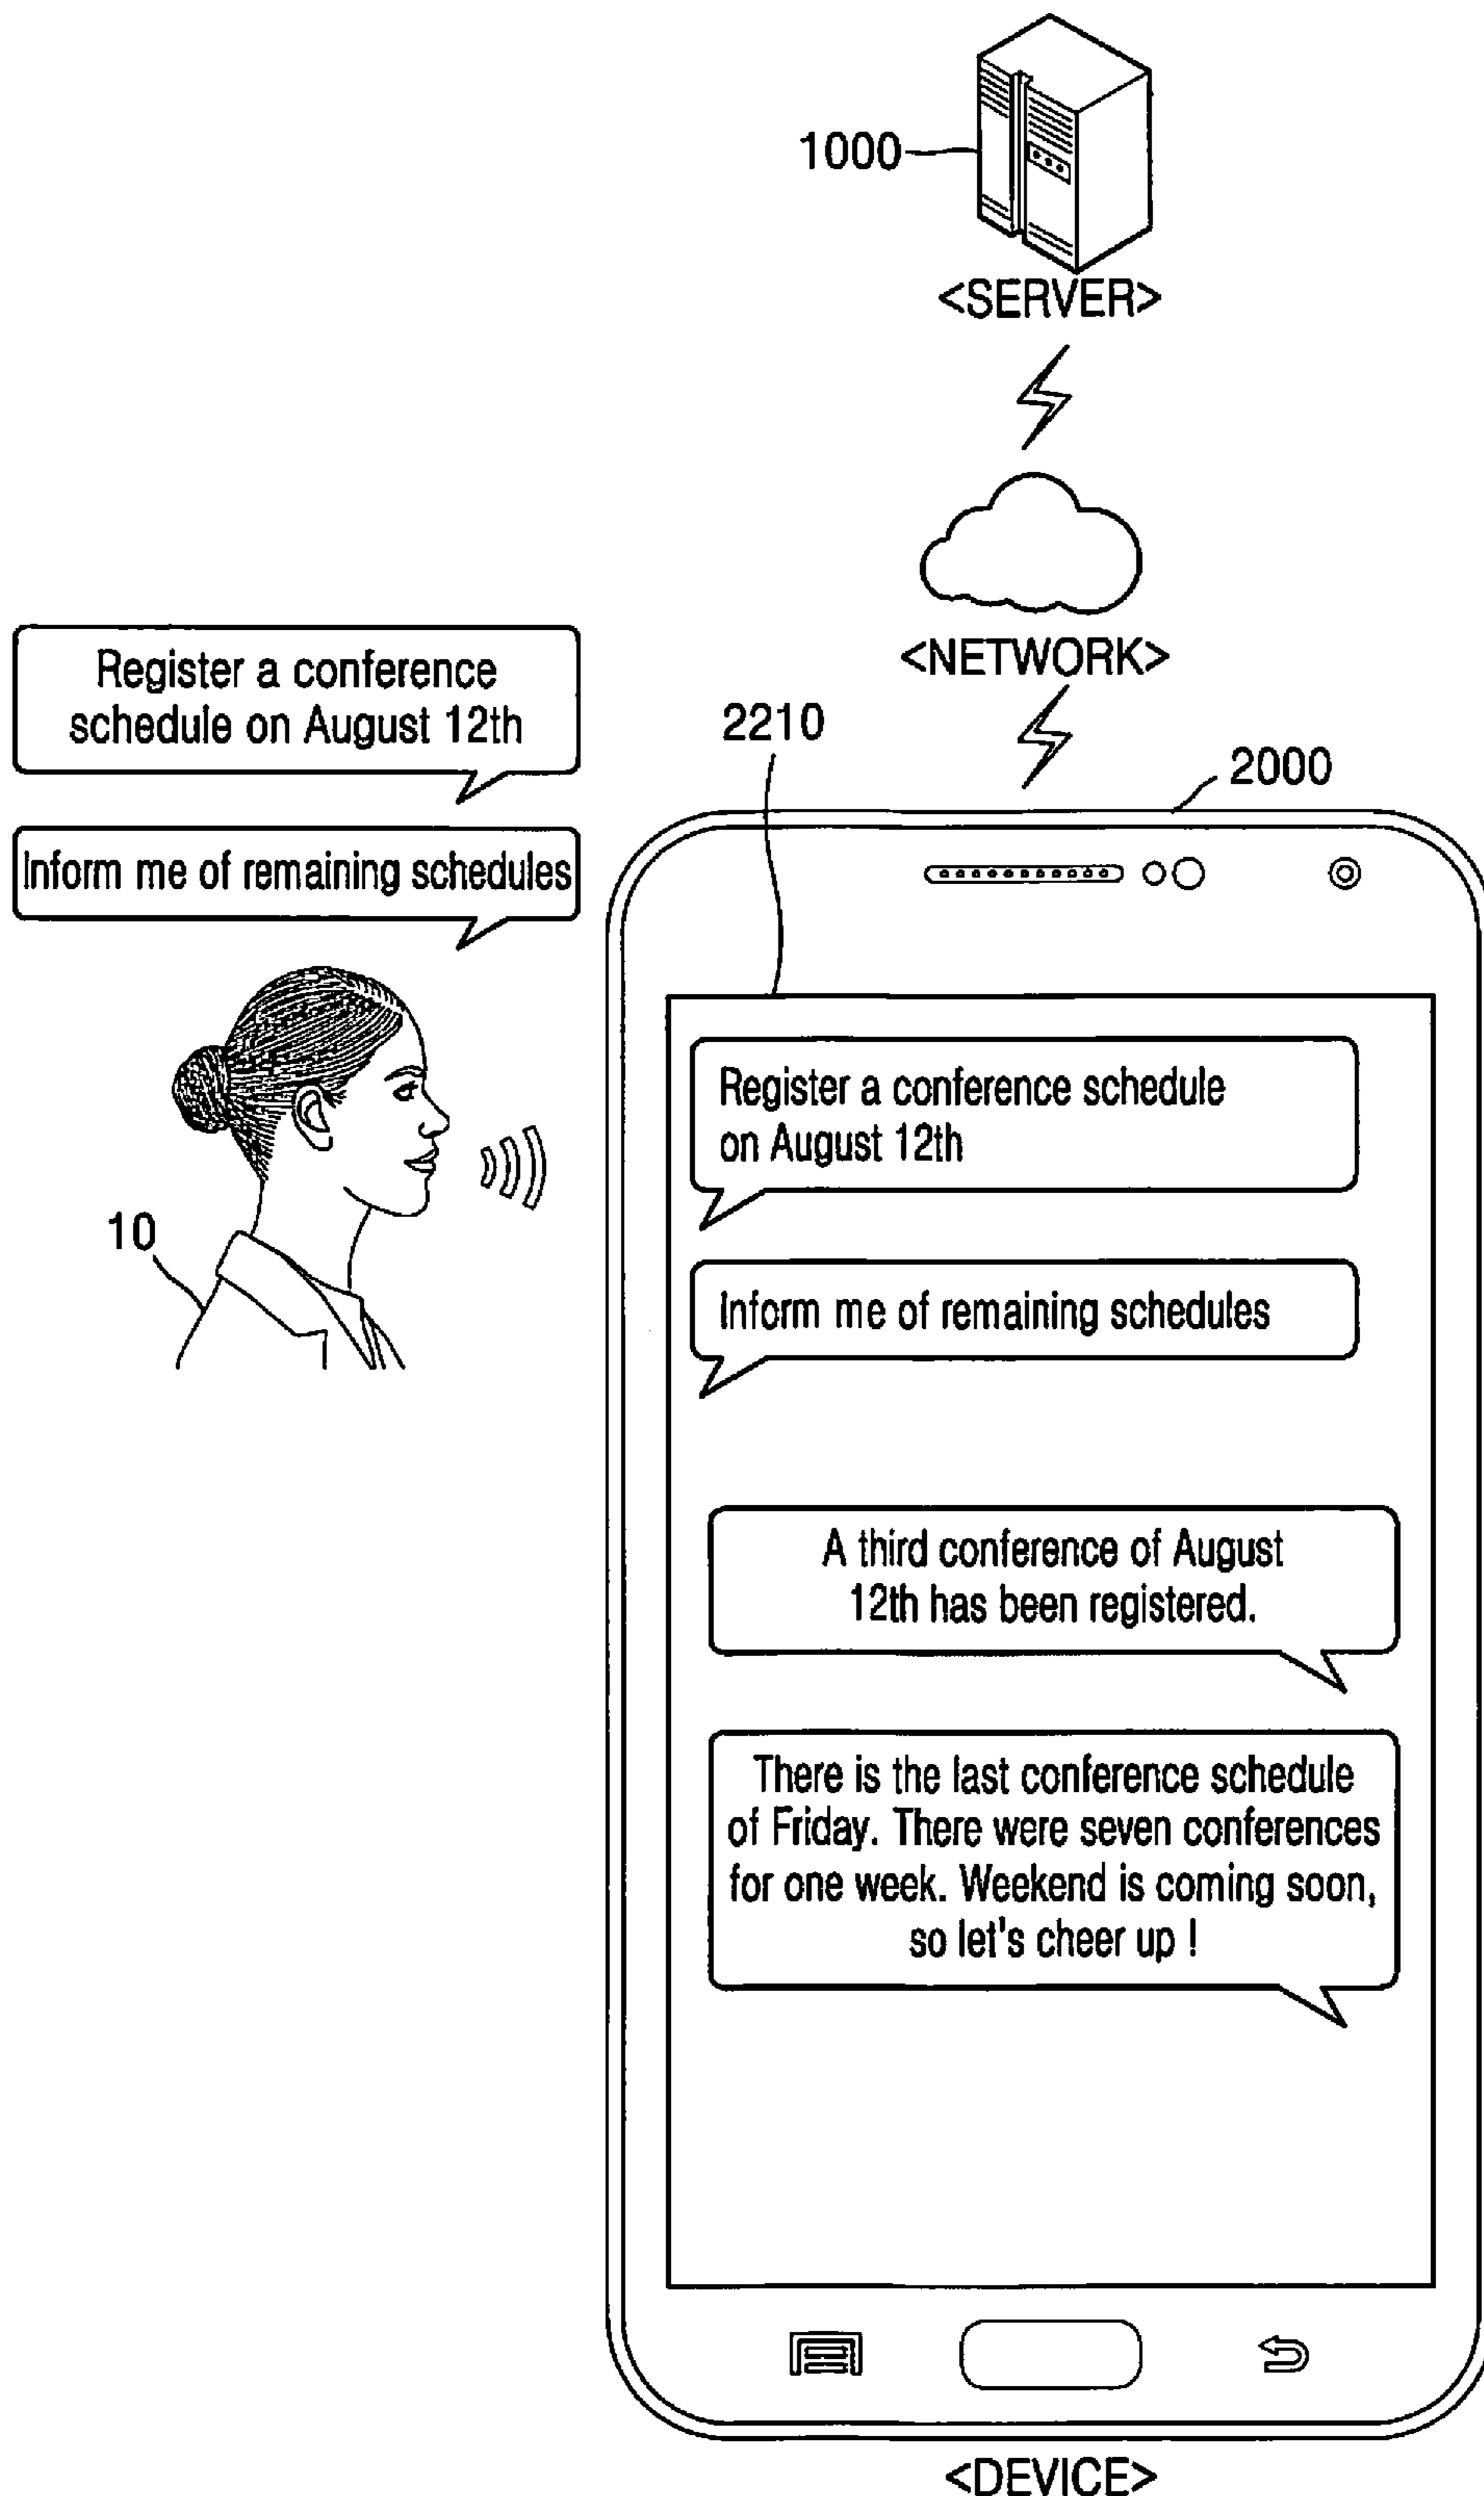 1000
<SERVER>
<NETWORK>
Register a conference
schedule on August 12th
Inform me of remaining schedules
10
2210
2000
Register a conference schedule
on August 12th
Inform me of remaining schedules
A third conference of August
12th has been registered.
There is the last conference schedule
of Friday. There were seven conferences
for one week. Weekend is coming soon,
so let's cheer up !
<DEVICE>